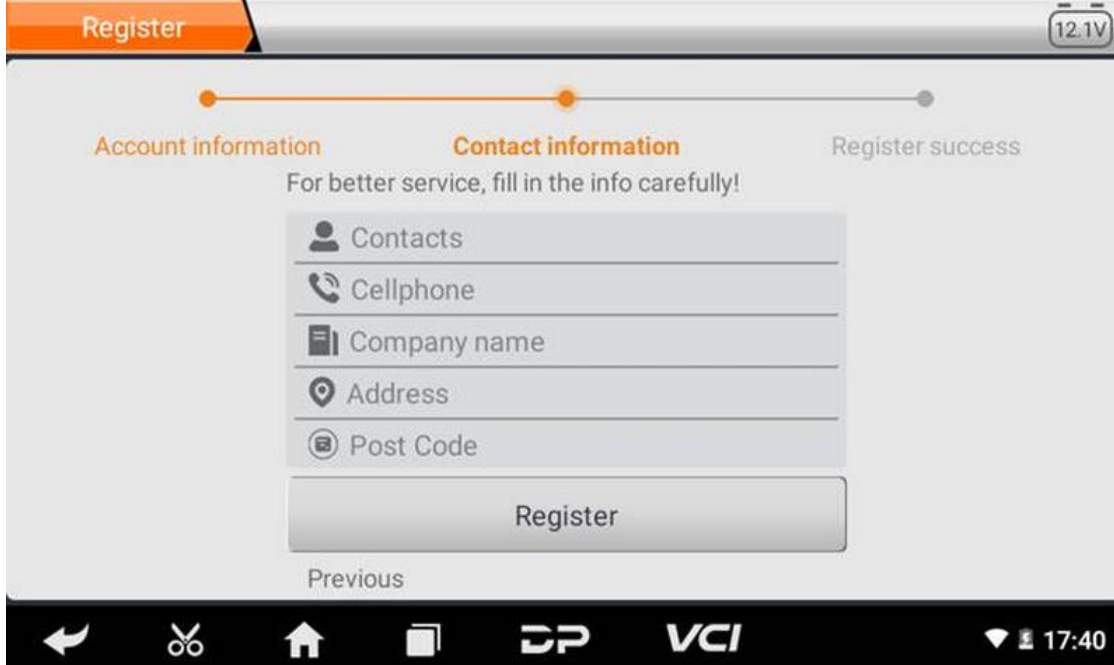 Register
12.1V
Account information
Contact information
Register success
For better service, fill in the info carefully!
Contacts
Cellphone
Company name
Address
Post Code
Register
Previous
DP
VCI
17:40